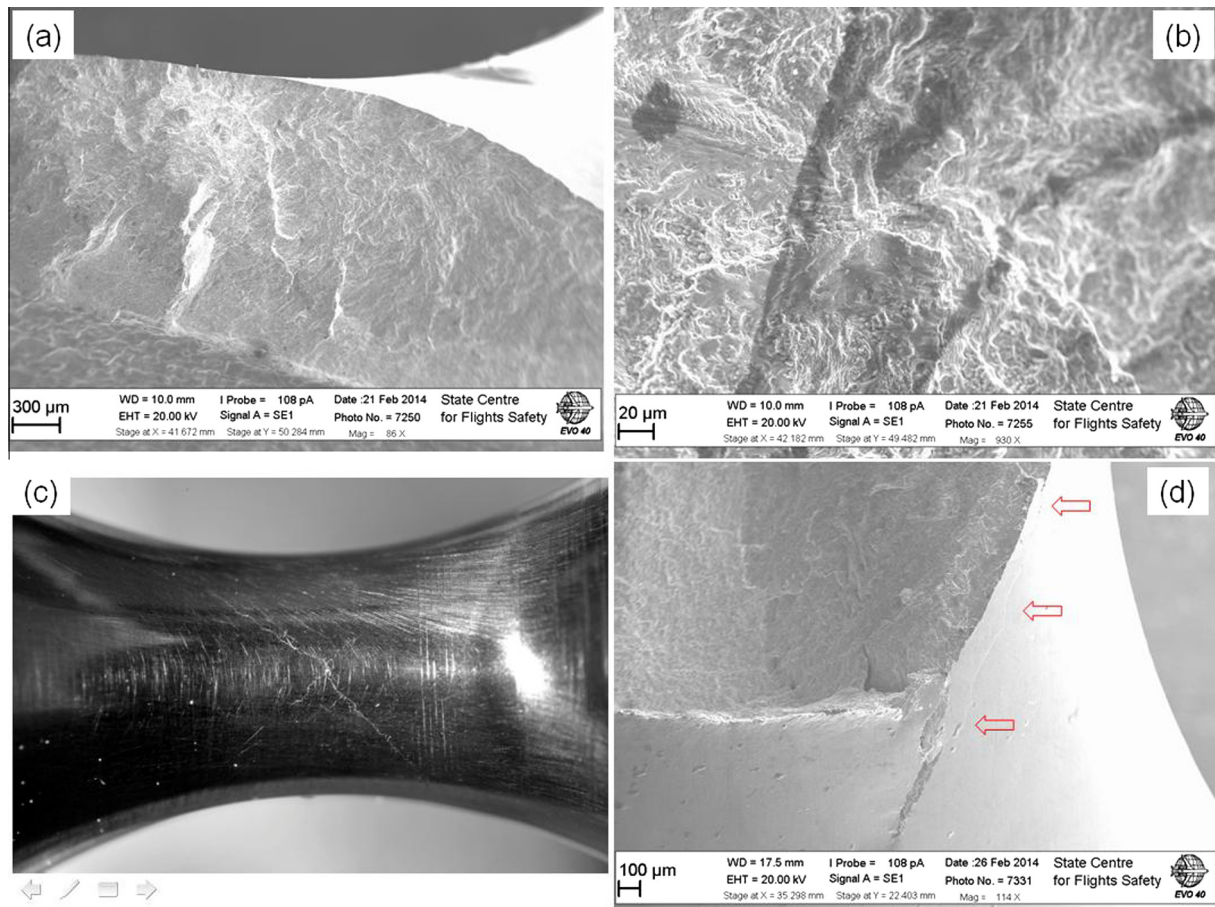 (a)
300 µm
WD = 10.0 mm I Probe = 108 pA Date :21 Feb 2014 State Centre
EHT = 20.00 kV Signal A = SE1 Photo No. = 7250 for Flights Safety
Stage at X = 41.672 mm Stage at Y = 50.284 mm Mag = 86 X
EVO 40
(b)
20 µm
WD = 10.0 mm I Probe = 108 pA Date :21 Feb 2014 State Centre
EHT = 20.00 kV Signal A = SE1 Photo No. = 7255 for Flights Safety
Stage at X = 42.182 mm Stage at Y = 49.482 mm Mag = 930 X
EVO 40
(c)
(d)
100 µm
WD = 17.5 mm I Probe = 108 pA Date :26 Feb 2014 State Centre
EHT = 20.00 kV Signal A = SE1 Photo No. = 7331 for Flights Safety
Stage at X = 35.298 mm Stage at Y = 22.403 mm Mag = 114 X
EVO 40